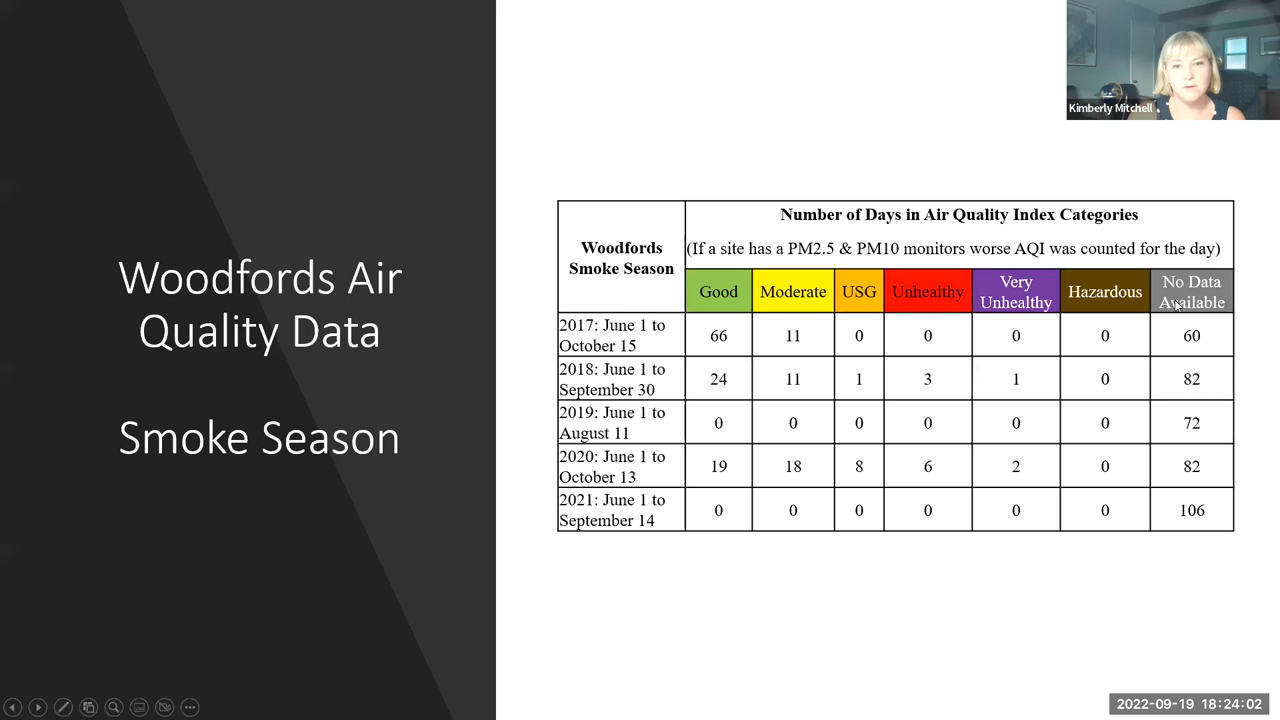 Kimberly Mitchell
Woodfords Air
Quality Data
Smoke Season
Woodfords
Smoke Season
Number of Days in Air Quality Index Categories
(If a site has a PM2.5 & PM10 monitors worse AQI was counted for the day)
Good Moderate USG Unhealthy Very Unhealthy Hazardous No Data Available
2017: June 1 to
October 15
66 11 0 0 0 0 60
2018: June 1 to
September 30
24 11 1 3 1 0 82
2019: June 1 to
August 11
0 0 0 0 0 0 72
2020: June 1 to
October 13
19 18 8 6 2 0 82
2021: June 1 to
September 14
0 0 0 0 0 0 106
2022-09-19 18:24:02